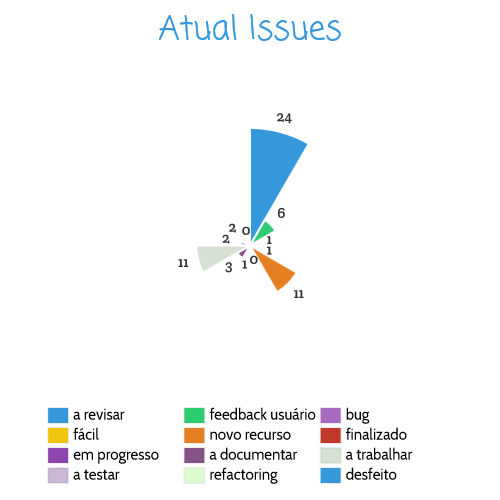 Atual Issues
24
6
1
1
11
0
1
3
11
2
2
0
a revisar feedback usuário bug
fácil novo recurso finalizado
em progresso a documentar a trabalhar
a testar refactoring desfeito